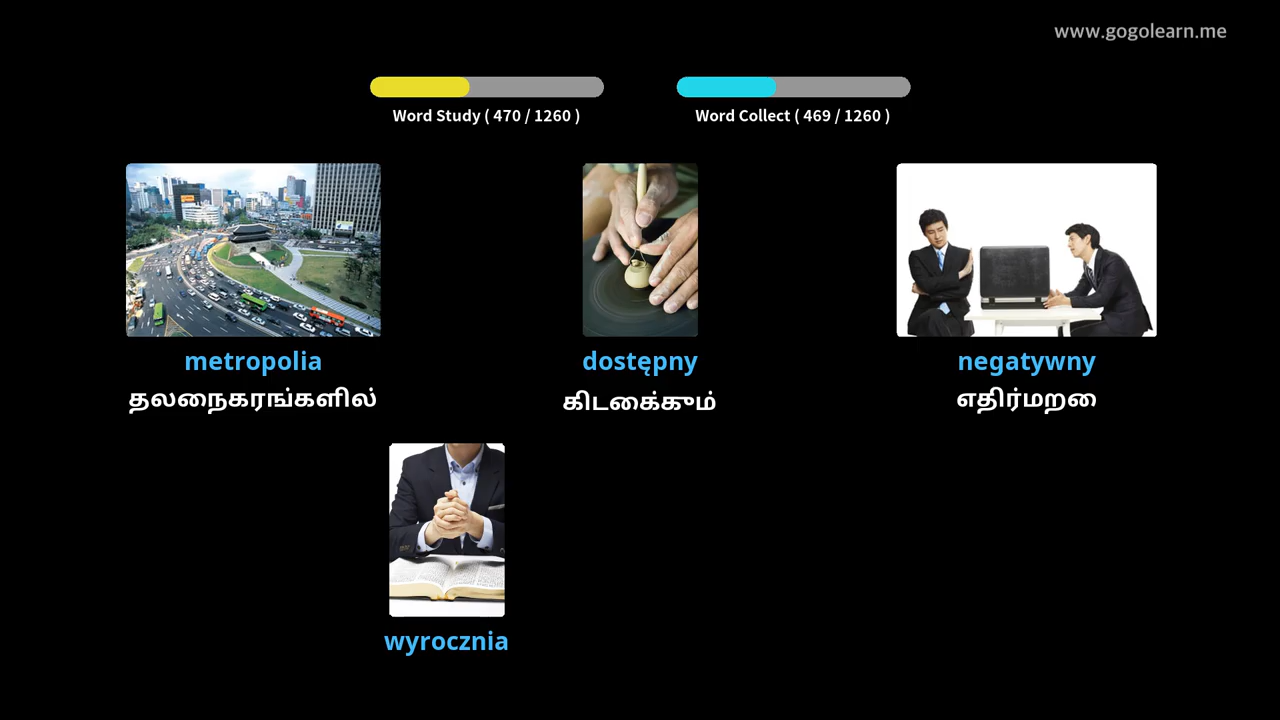 www.gogolearn.me
Word Study ( 470 / 1260 )
Word Collect ( 469 / 1260 )
metropolia
dostępny
negatywny
தலைநகரங்களில்
கிடைக்கும்
எதிர்மறை
wyrocznia